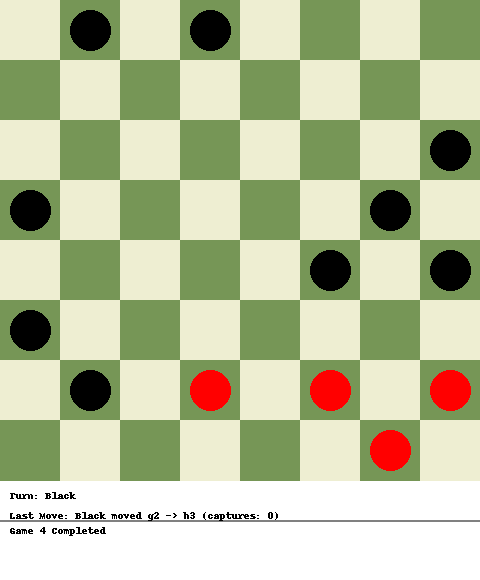 Turn: Black
Last Move: Black moved g2 -> h3 (captures: 0)
Game 4 Completed